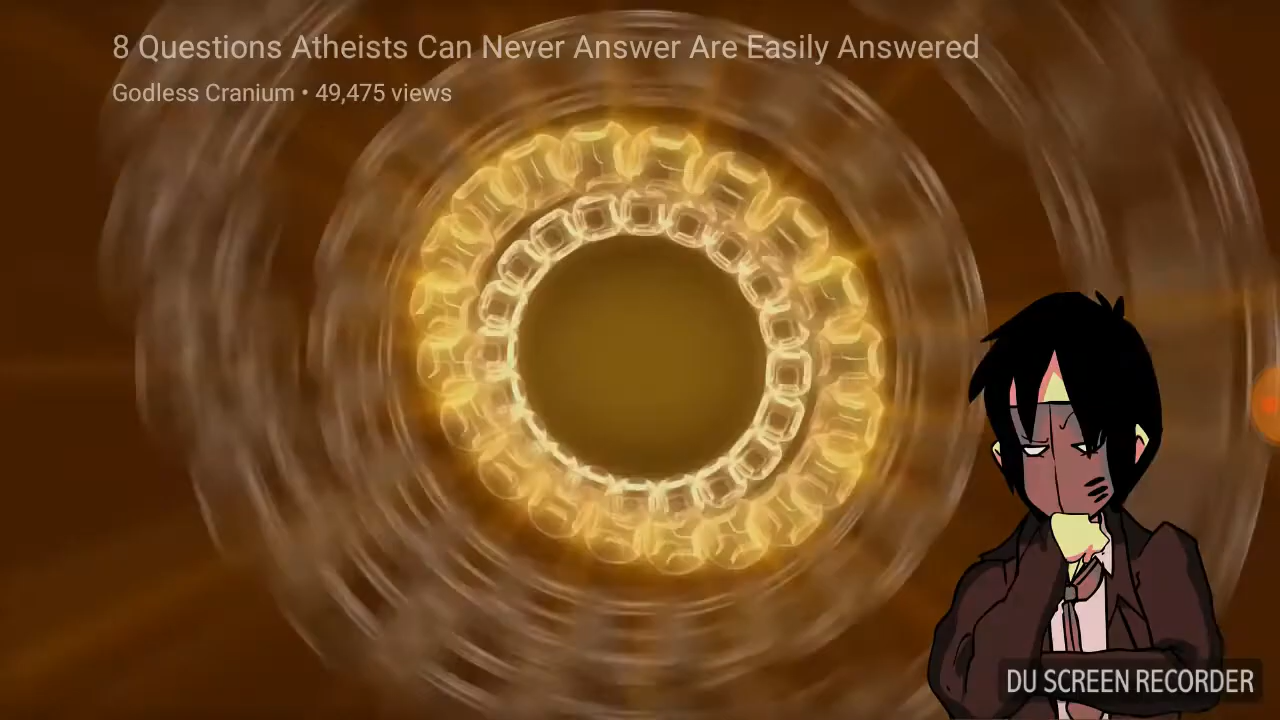 8 Questions Atheists Can Never Answer Are Easily Answered
Godless Cranium • 49,475 views
DU SCREEN RECORDER